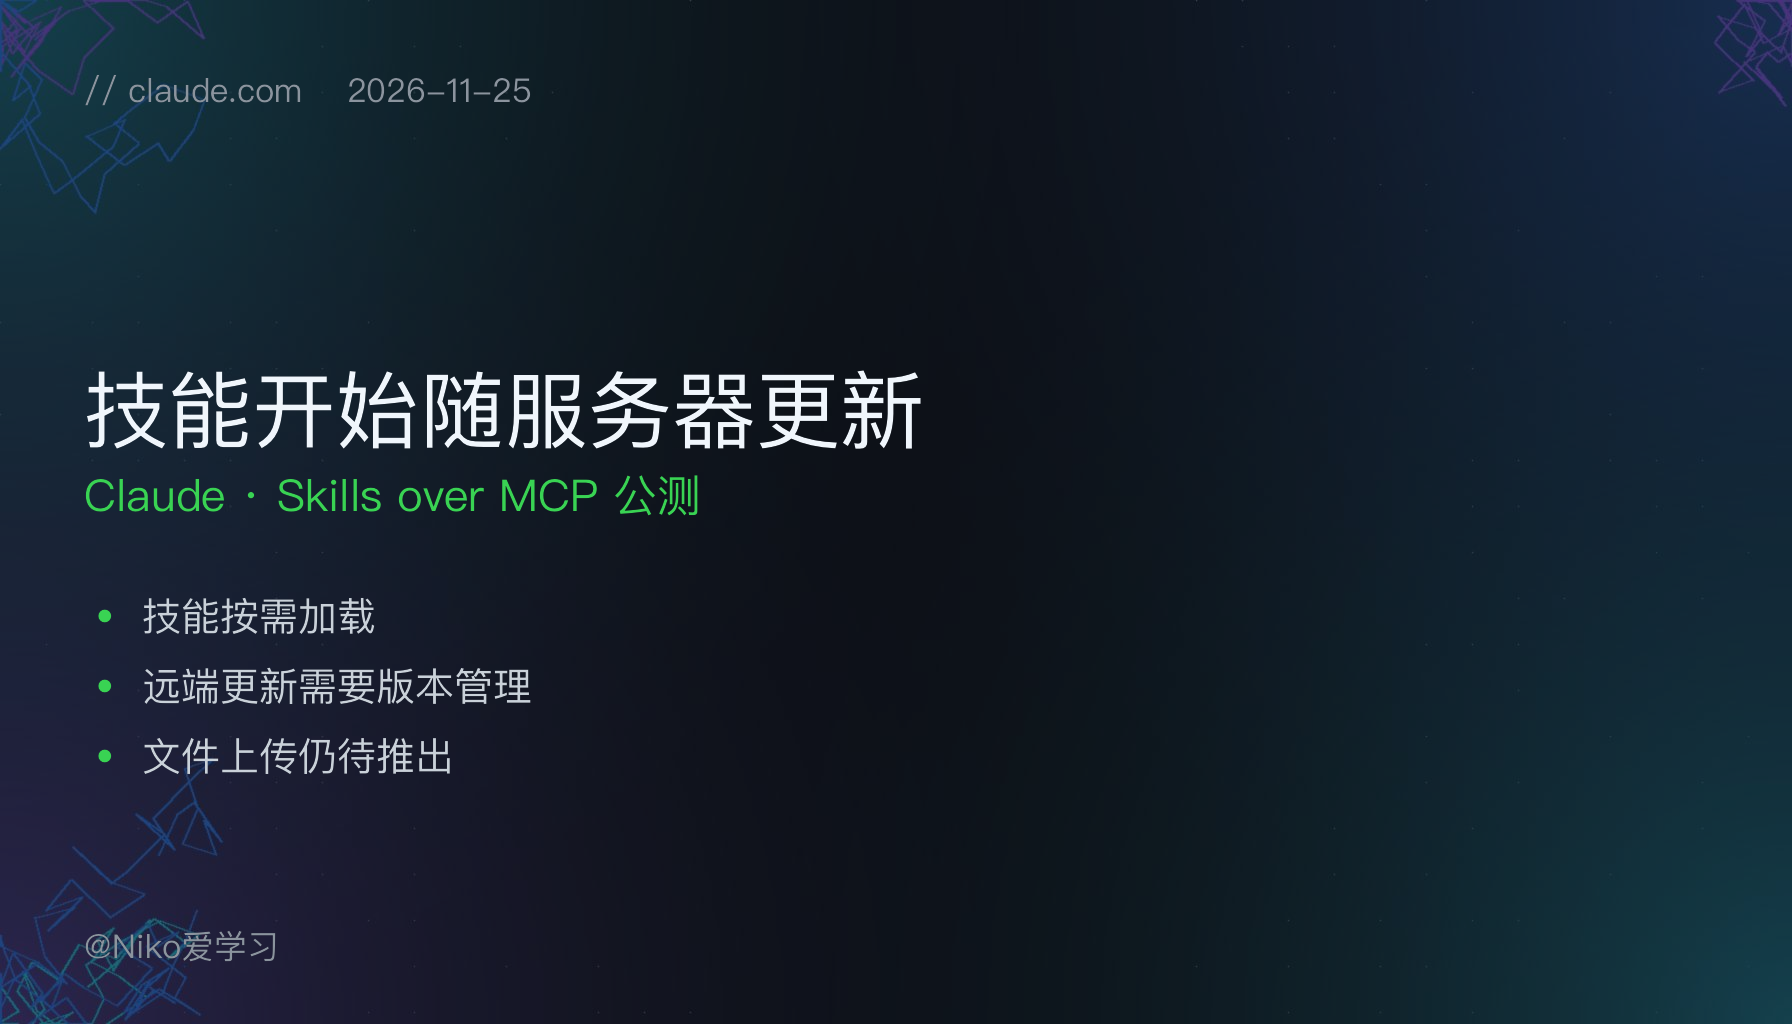 // claude.com 2026–11–25
技能开始随服务器更新
Claude · Skills over MCP 公测
• 技能按需加载
• 远端更新需要版本管理
• 文件上传仍待推出
@Niko爱学习